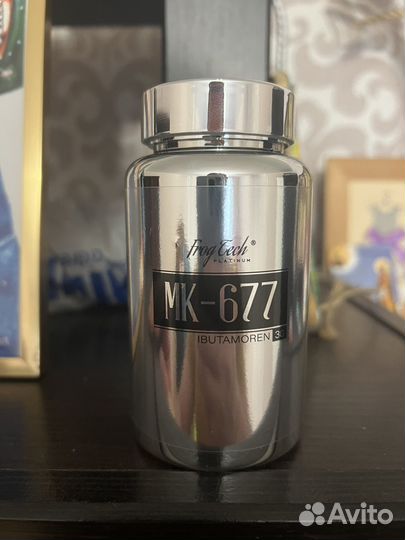 Frog Tech®
PLATINUM
MK-677
IBUTAMOREN
Avito